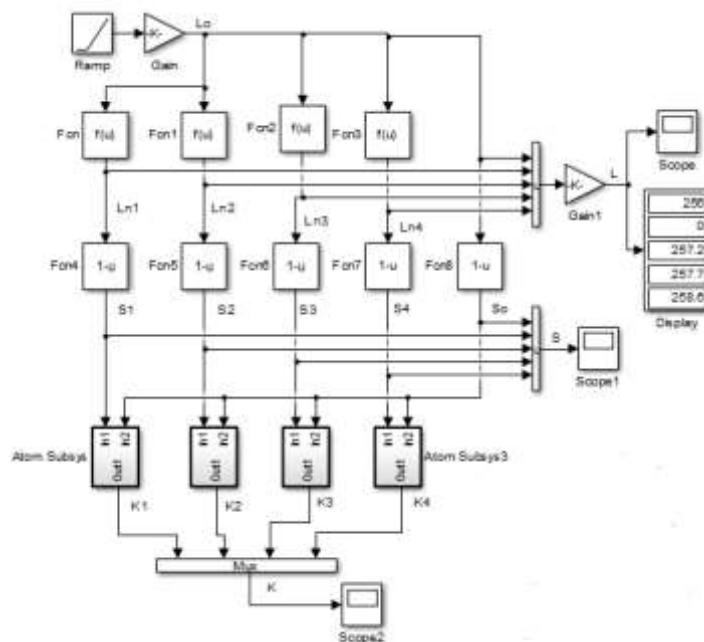 Lo
-K-
Ramp
Gain
Fcn
f(u)
Fcn1
f(u)
Fcn2
f(u)
Fcn3
f(u)
Scope
L
-K-
Gain1
Ln1
Ln2
Ln3
Ln4
256
0
257.2
257.7
258.6
Display
Fcn4
1-u
Fcn5
1-u
Fcn6
1-u
Fcn7
1-u
Fcn8
1-u
S1
S2
S3
S4
So
S
Scope1
Atom Subsys
In1
In2
Out1
In1
In2
Out1
In1
In2
Out1
In1
In2
Out1
Atom Subsys3
K1
K2
K3
K4
Mux
K
Scope2